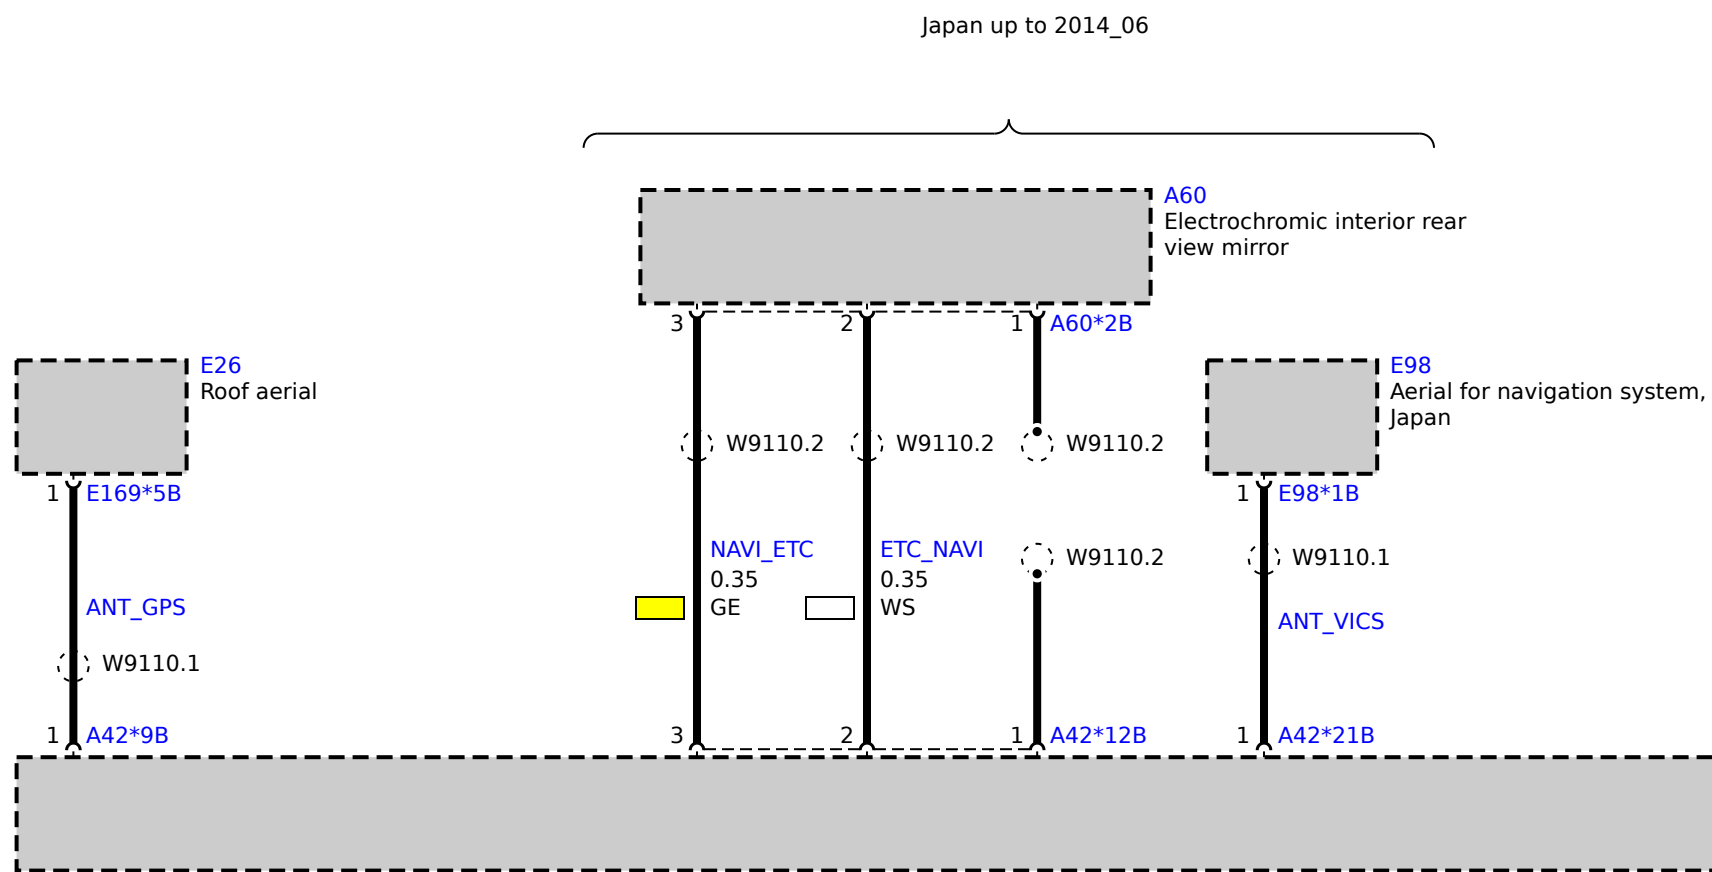 Japan up to 2014_06
A60
Electrochromic interior rear
view mirror
3
2
1
A60*2B
E26
Roof aerial
E98
Aerial for navigation system,
Japan
W9110.2
W9110.2
W9110.2
1
E169*5B
1
E98*1B
NAVI_ETC
0.35
GE
ETC_NAVI
0.35
WS
W9110.2
W9110.1
ANT_GPS
ANT_VICS
W9110.1
1
A42*9B
3
2
1
A42*12B
1
A42*21B